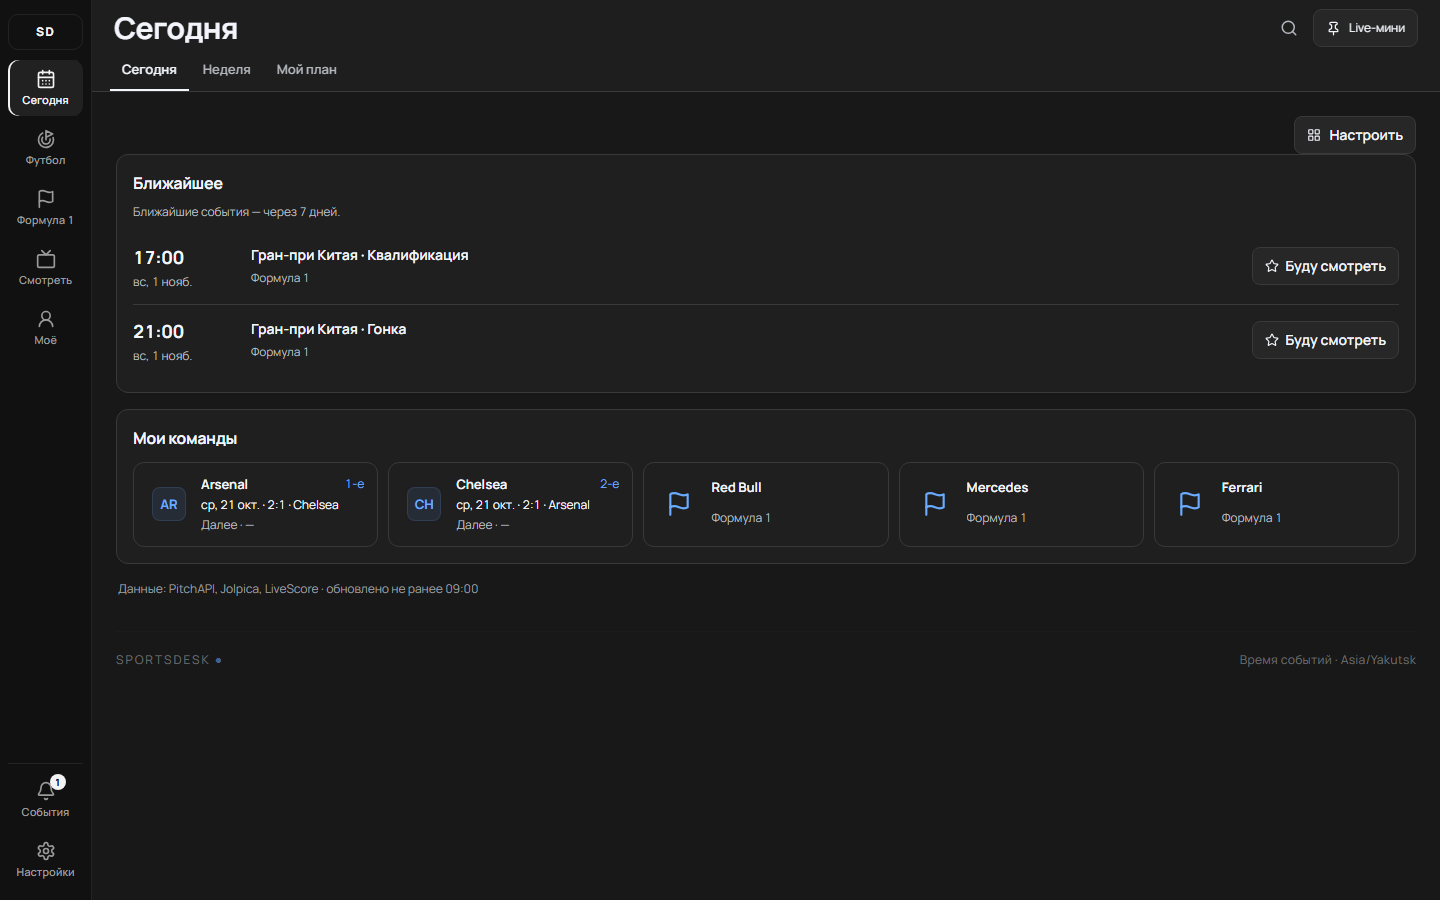 SD
Сегодня
Футбол
Формула 1
Смотреть
Моё
События
1
Настройки
Сегодня
Live-мини
Сегодня
Неделя
Мой план
Настроить
Ближайшее
Ближайшие события — через 7 дней.
17:00
вс, 1 нояб.
Гран-при Китая · Квалификация
Формула 1
Буду смотреть
21:00
вс, 1 нояб.
Гран-при Китая · Гонка
Формула 1
Буду смотреть
Мои команды
AR
Arsenal
1-е
ср, 21 окт. · 2:1 · Chelsea
Далее · —
CH
Chelsea
2-е
ср, 21 окт. · 2:1 · Arsenal
Далее · —
Red Bull
Формула 1
Mercedes
Формула 1
Ferrari
Формула 1
Данные: PitchAPI, Jolpica, LiveScore · обновлено не ранее 09:00
SPORTSDESK
Время событий · Asia/Yakutsk